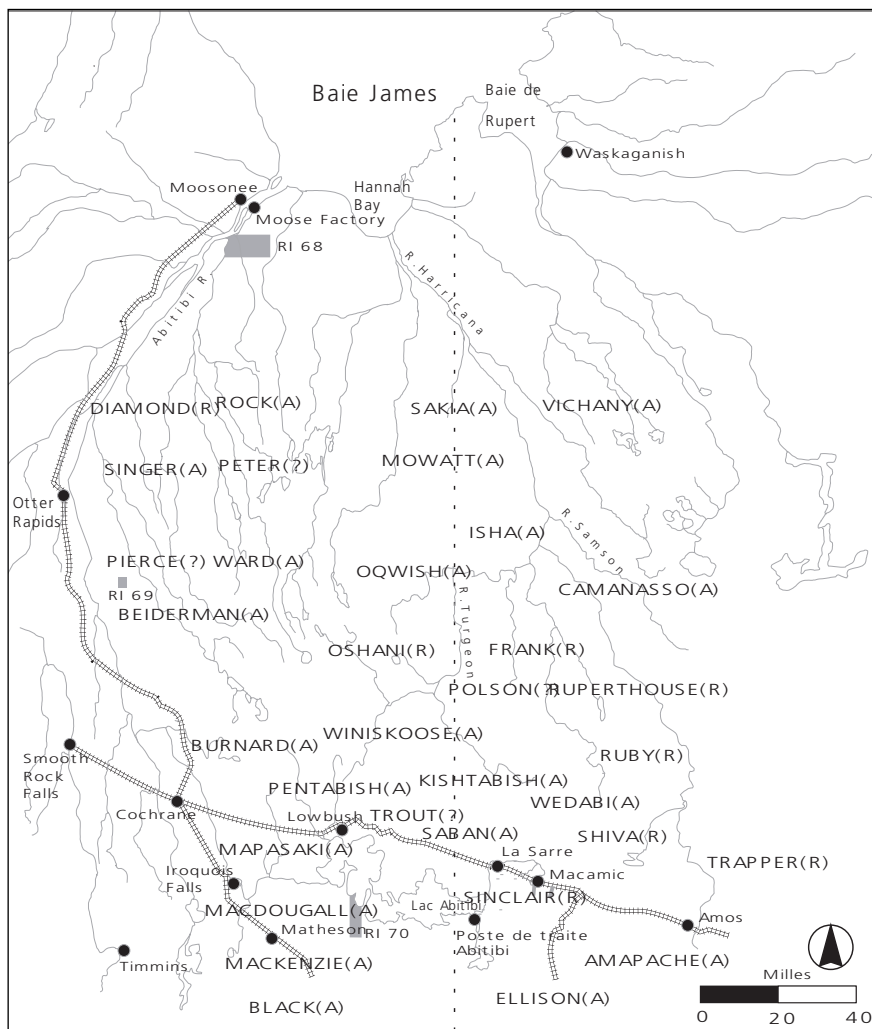 Baie James
Baie de
Rupert
Waskaganish
Moosonee
Hannah
Bay
Moose Factory
RI 68
R. Harricana
Abitibi R.
DIAMOND(R)
ROCK(A)
SAKIA(A)
VICHANY(A)
SINGER(A)
PETER(?)
MOWATT(A)
Otter
Rapids
ISHA(A)
R. Samson
PIERCE(?)
WARD(A)
OQWISH(A)
CAMANASSO(A)
RI 69
BEIDERMAN(A)
R. Turgeon
OSHANI(R)
FRANK(R)
POLSON(?)
RUPERTHOUSE(R)
WINISKOOSE(A)
BURNARD(A)
RUBY(R)
Smooth
Rock
Falls
PENTABISH(A)
KISHTABISH(A)
WEDABI(A)
Cochrane
Lowbush
TROUT(?)
SABAN(A)
SHIVA(R)
MAPASAKI(A)
La Sarre
TRAPPER(R)
Iroquois
Falls
Macamic
SINCLAIR(R)
Lac Abitibi
MACDOUGALL(A)
Amos
Matheson
RI 70
Poste de traite
Abitibi
Timmins
MACKENZIE(A)
AMAPACHE(A)
Milles
BLACK(A)
ELLISON(A)
0 20 40